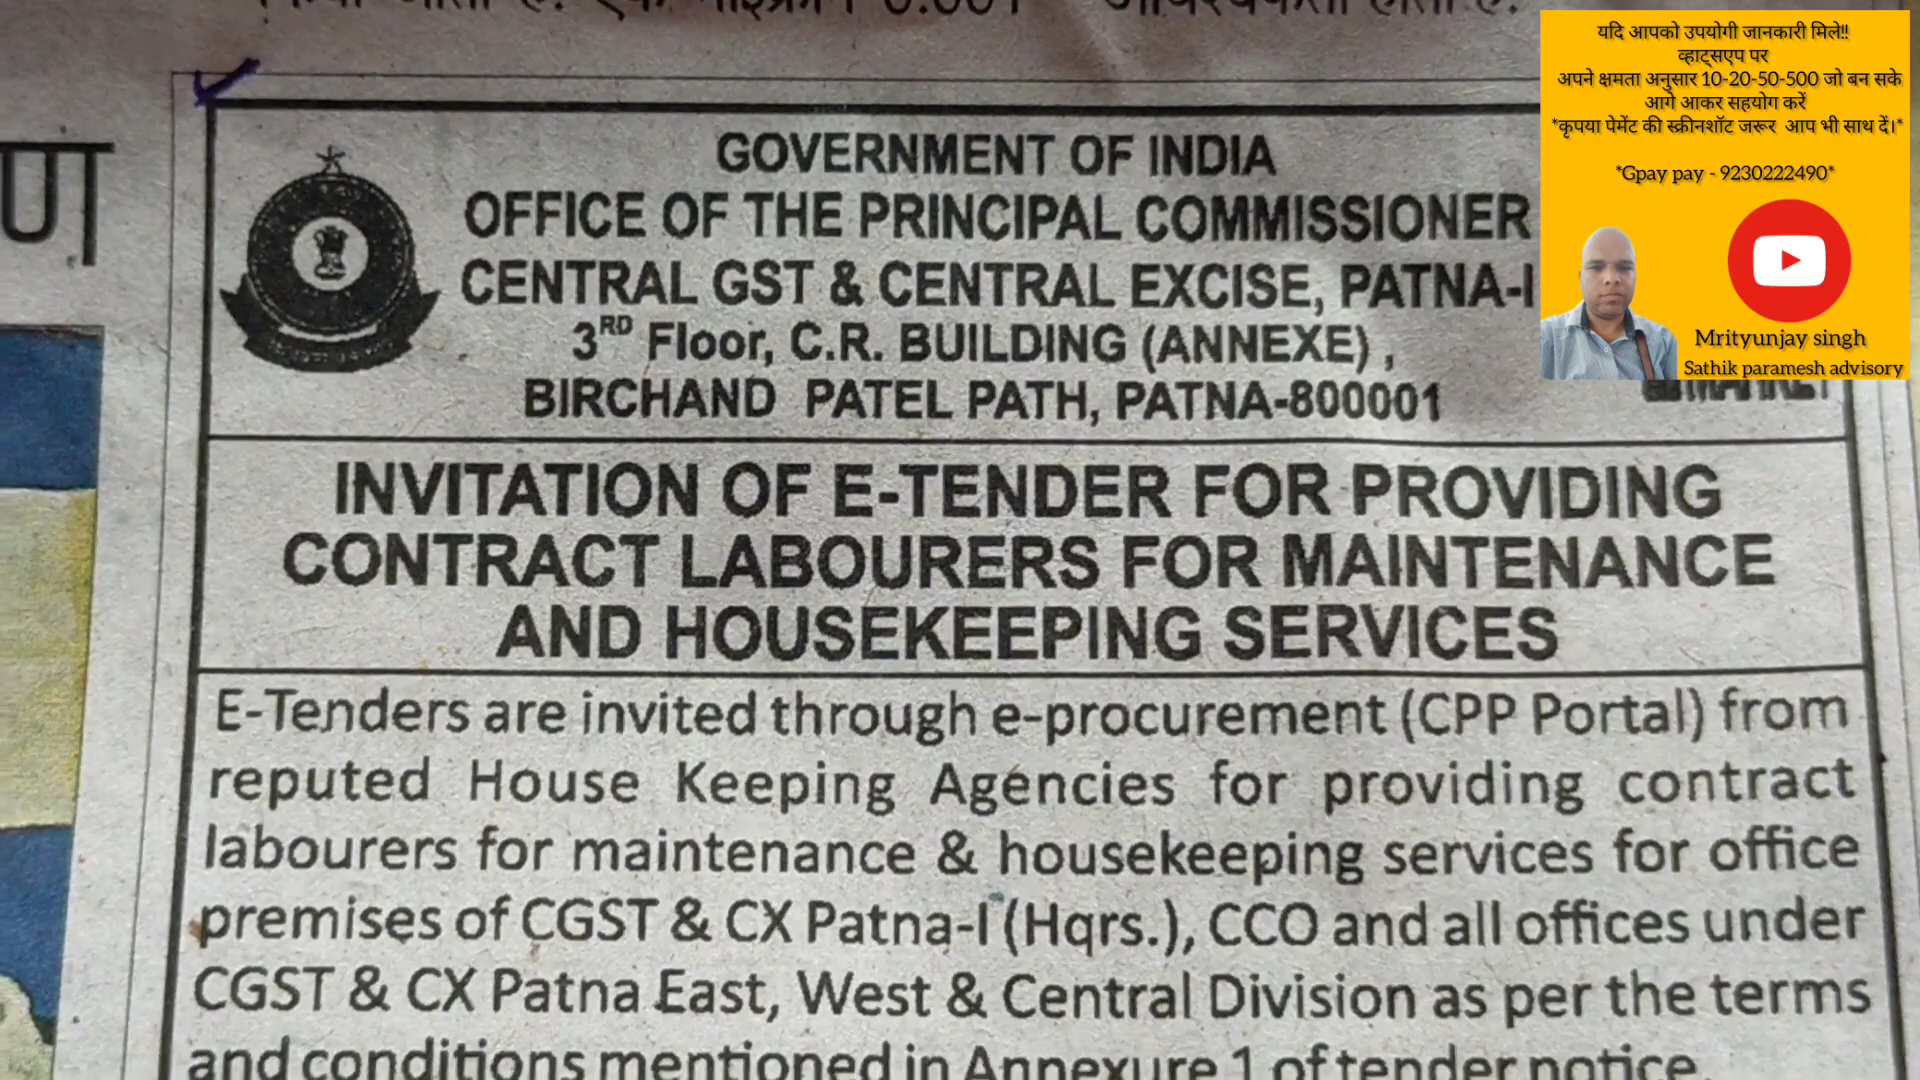 यदि आपको उपयोगी जानकारी मिले!!
व्हाट्सएप पर
अपने क्षमता अनुसार 10-20-50-500 जो बन सके
आगे आकर सहयोग करें
*कृपया पेमेंट की स्क्रीनशॉट जरूर आप भी साथ दें।*
*Gpay pay - 9230222490*
Mrityunjay singh
Sathik paramesh advisory
GOVERNMENT OF INDIA
OFFICE OF THE PRINCIPAL COMMISSIONER
CENTRAL GST & CENTRAL EXCISE, PATNA-I
3RD Floor, C.R. BUILDING (ANNEXE) ,
BIRCHAND PATEL PATH, PATNA-800001
INVITATION OF E-TENDER FOR PROVIDING
CONTRACT LABOURERS FOR MAINTENANCE
AND HOUSEKEEPING SERVICES
E-Tenders are invited through e-procurement (CPP Portal) from
reputed House Keeping Agencies for providing contract
labourers for maintenance & housekeeping services for office
premises of CGST & CX Patna-I (Hqrs.), CCO and all offices under
CGST & CX Patna East, West & Central Division as per the terms
and conditions mentioned in Annexure 1 of tender notice.